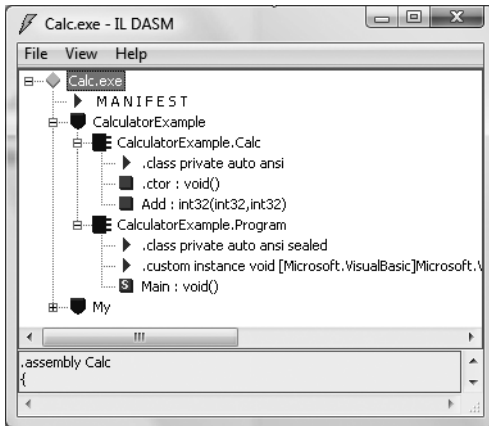 Calc.exe - IL DASM
File View Help
Calc.exe
MANIFEST
CalculatorExample
CalculatorExample.Calc
.class private auto ansi
.ctor : void()
Add : int32(int32,int32)
CalculatorExample.Program
.class private auto ansi sealed
.custom instance void [Microsoft.VisualBasic]Microsoft.V
S Main : void()
My
.assembly Calc
{